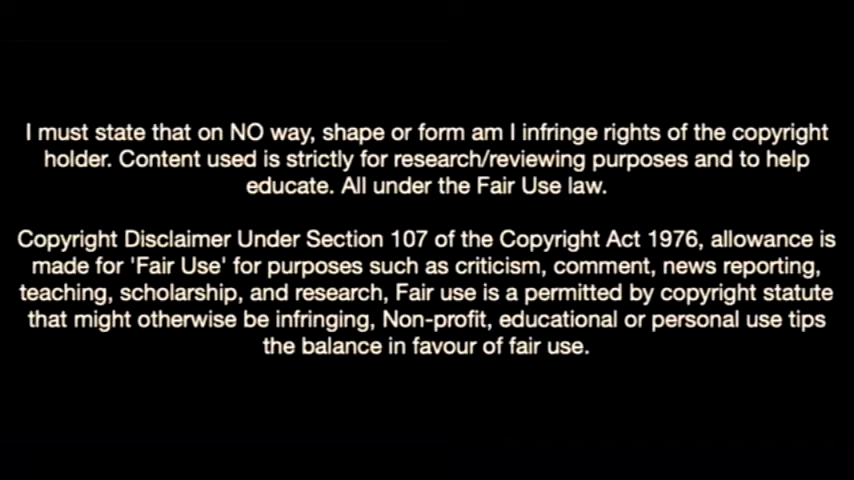 I must state that on NO way, shape or form am I infringe rights of the copyright
holder. Content used is strictly for research/reviewing purposes and to help
educate. All under the Fair Use law.
Copyright Disclaimer Under Section 107 of the Copyright Act 1976, allowance is
made for 'Fair Use' for purposes such as criticism, comment, news reporting,
teaching, scholarship, and research, Fair use is a permitted by copyright statute
that might otherwise be infringing, Non-profit, educational or personal use tips
the balance in favour of fair use.